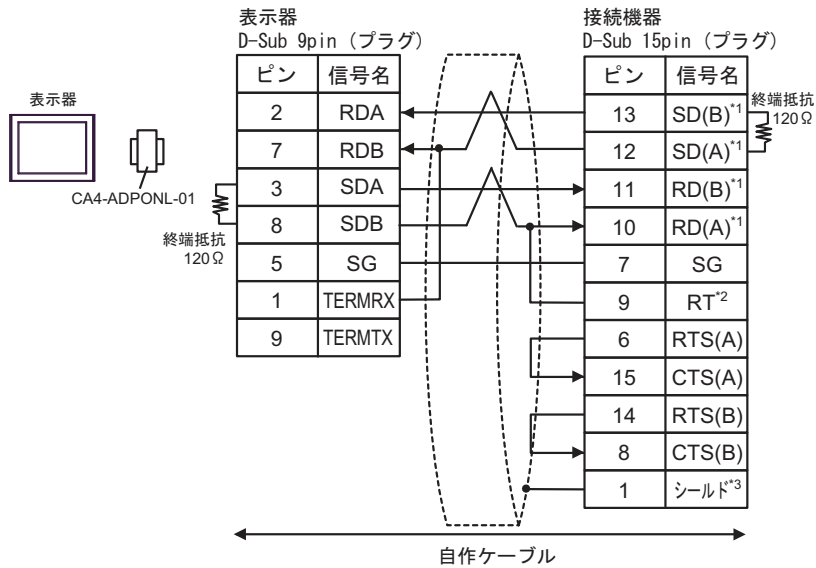 表示器
D-Sub 9pin (プラグ)
接続機器
D-Sub 15pin (プラグ)
表示器
CA4-ADPONL-01
終端抵抗
120Ω
ピン 信号名
2 RDA
7 RDB
3 SDA
8 SDB
5 SG
1 TERMRX
9 TERMTX
ピン 信号名
13 SD(B)*1
12 SD(A)*1
11 RD(B)*1
10 RD(A)*1
7 SG
9 RT*2
6 RTS(A)
15 CTS(A)
14 RTS(B)
8 CTS(B)
1 シールド*3
終端抵抗
120Ω
自作ケーブル